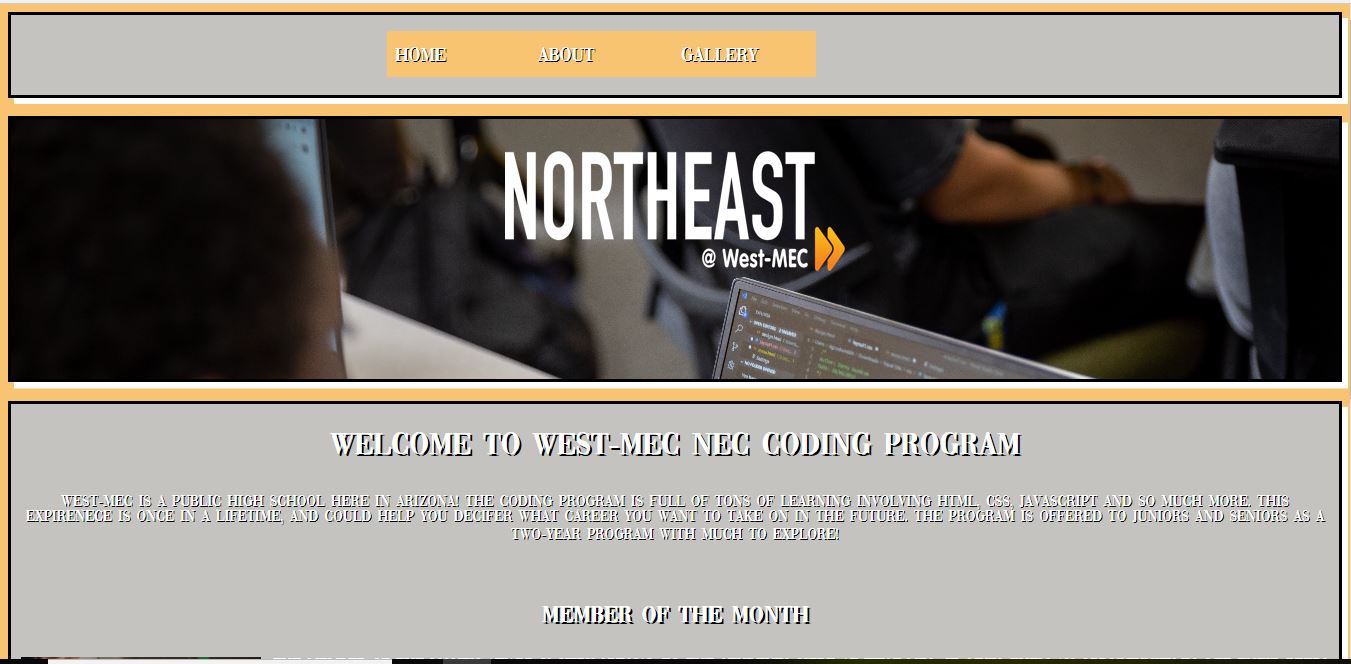 HOME ABOUT GALLERY
NORTHEAST
@ West-MEC
WELCOME TO WEST-MEC NEC CODING PROGRAM
WEST-MEC IS A PUBLIC HIGH SCHOOL HERE IN ARIZONA! THE CODING PROGRAM IS FULL OF TONS OF LEARNING INVOLVING HTML, CSS, JAVASCRIPT AND SO MUCH MORE. THIS
EXPIRENECE IS ONCE IN A LIFETIME, AND COULD HELP YOU DECIFER WHAT CAREER YOU WANT TO TAKE ON IN THE FUTURE. THE PROGRAM IS OFFERED TO JUNIORS AND SENIORS AS A
TWO-YEAR PROGRAM WITH MUCH TO EXPLORE!
MEMBER OF THE MONTH